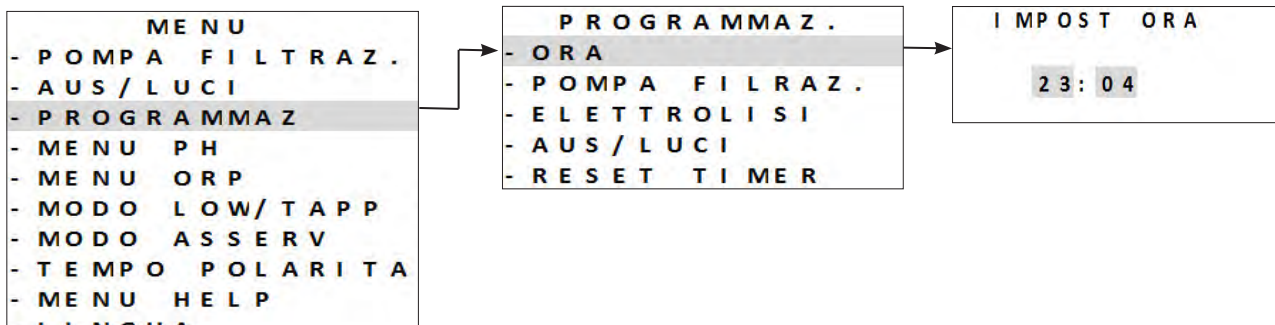 MENU
- POMPA FILTRAZ.
- AUS/LUCI
- PROGRAMMAZ
- MENU PH
- MENU ORP
- MODO LOW/TAPP
- MODO ASSERV
- TEMPO POLARITA
- MENU HELP
PROGRAMMAZ.
- ORA
- POMPA FILRAZ.
- ELETTROLISI
- AUS/LUCI
- RESET TIMER
IMPOST ORA
23:04